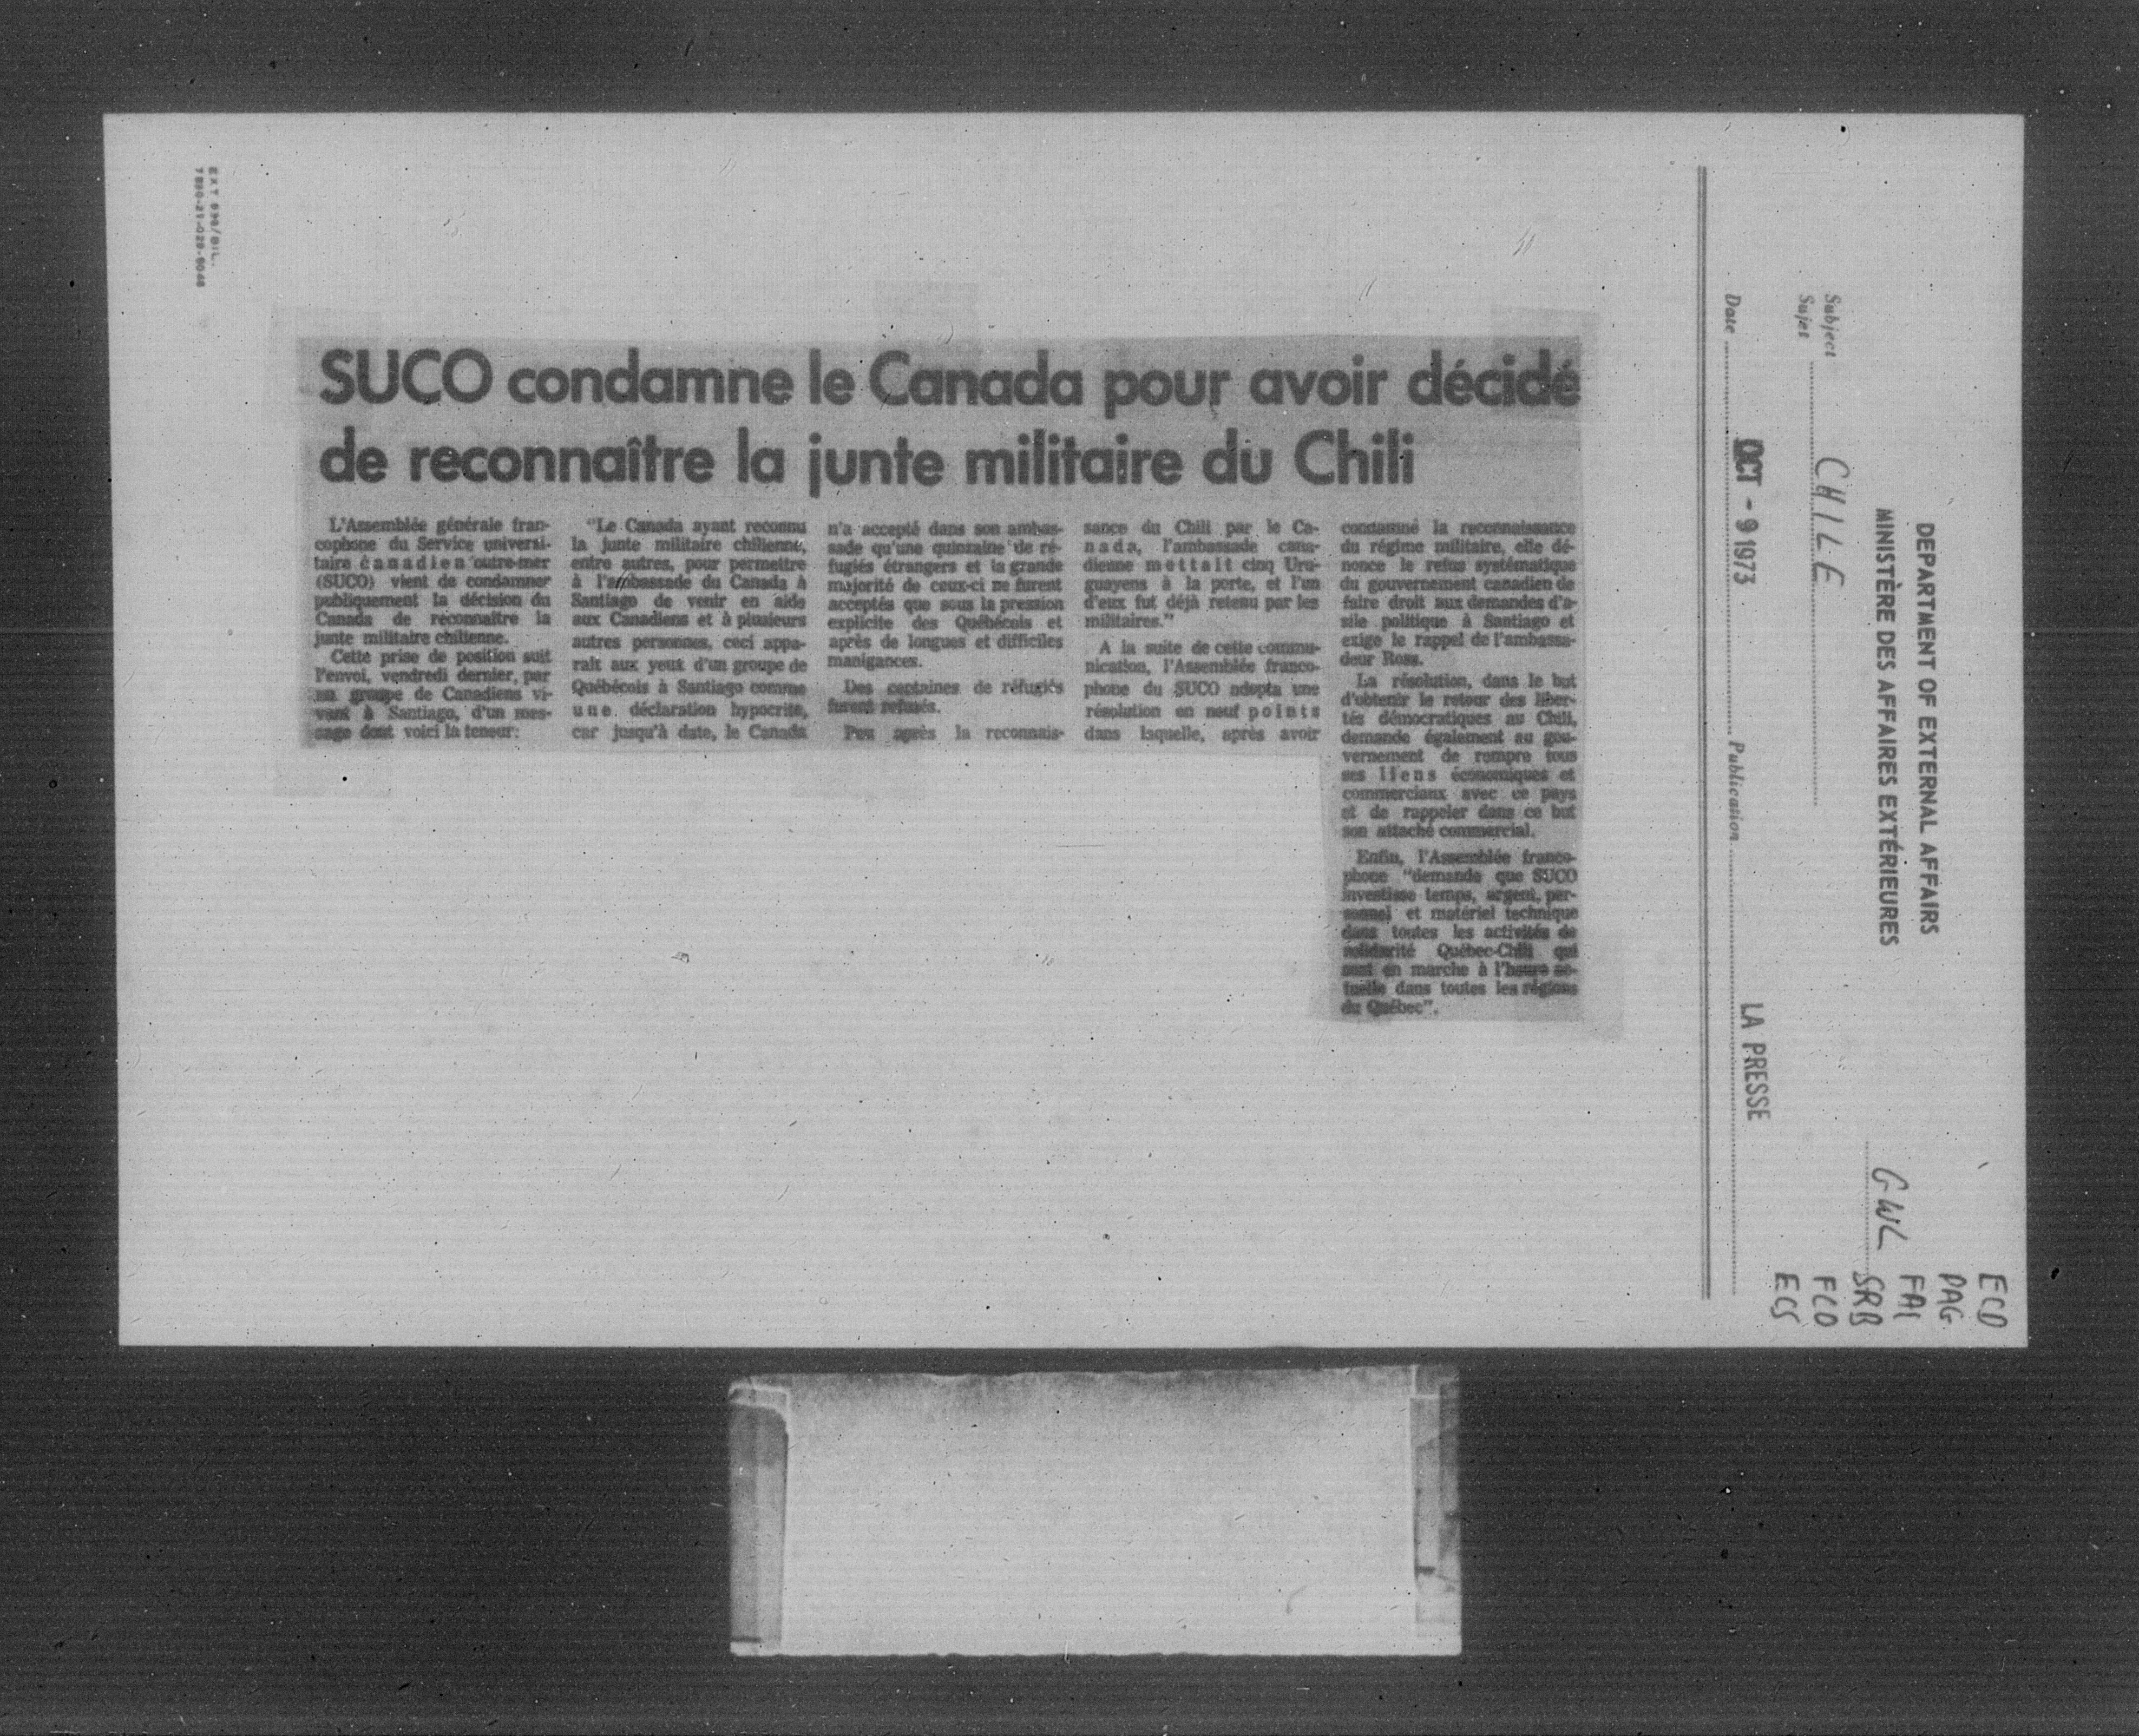 DEPARTMENT OF EXTERNAL AFFAIRS
MINISTÈRE DES AFFAIRES EXTÉRIEURES
Subject
Sujet
CHILE
Date
OCT - 9 1973
Publication
LA PRESSE
GWL
ECD
PAG
FAI
SRB
FCO
ECS
EXT 698/BIL.
SUCO condamne le Canada pour avoir décidé
de reconnaître la junte militaire du Chili
L'Assemblée générale fran-
cophone du Service universi-
taire canadien outre-mer
(SUCO) vient de condamner
publiquement la décision du
Canada de reconnaître la
junte militaire chilienne.
Cette prise de position suit
l'envoi, vendredi dernier, par
un groupe de Canadiens vi-
vant à Santiago, d'un mes-
sage dont voici la teneur:
"Le Canada ayant reconnu
la junte militaire chilienne,
entre autres, pour permettre
à l'ambassade du Canada à
Santiago de venir en aide
aux Canadiens et à plusieurs
autres personnes, ceci appa-
raît aux yeux d'un groupe de
Québécois à Santiago comme
une déclaration hypocrite,
car jusqu'à date, le Canada
n'a accepté dans son ambas-
sade qu'une quinzaine de ré-
fugiés étrangers et la grande
majorité de ceux-ci ne furent
acceptés que sous la pression
explicite des Québécois et
après de longues et difficiles
manigances.
Des centaines de réfugiés
furent refusés.
Peu après la reconnais-
sance du Chili par le Ca-
nada, l'ambassade cana-
dienne mettait cinq Uru-
guayens à la porte, et l'un
d'eux fut déjà retenu par les
militaires."
A la suite de cette commu-
nication, l'Assemblée franco-
phone du SUCO adopta une
résolution en neuf points
dans laquelle, après avoir
condamné la reconnaissance
du régime militaire, elle dé-
nonce le refus systématique
du gouvernement canadien de
faire droit aux demandes d'a-
sile politique à Santiago et
exige le rappel de l'ambassa-
deur Ross.
La résolution, dans le but
d'obtenir le retour des liber-
tés démocratiques au Chili,
demande également au gou-
vernement de rompre tous
ses liens économiques et
commerciaux avec ce pays
et de rappeler dans ce but
son attaché commercial.
Enfin, l'Assemblée franco-
phone "demande que SUCO
investisse temps, argent, per-
sonnel et matériel technique
dans toutes les activités de
solidarité Québec-Chili qui
sont en marche à l'heure ac-
tuelle dans toutes les régions
du Québec".